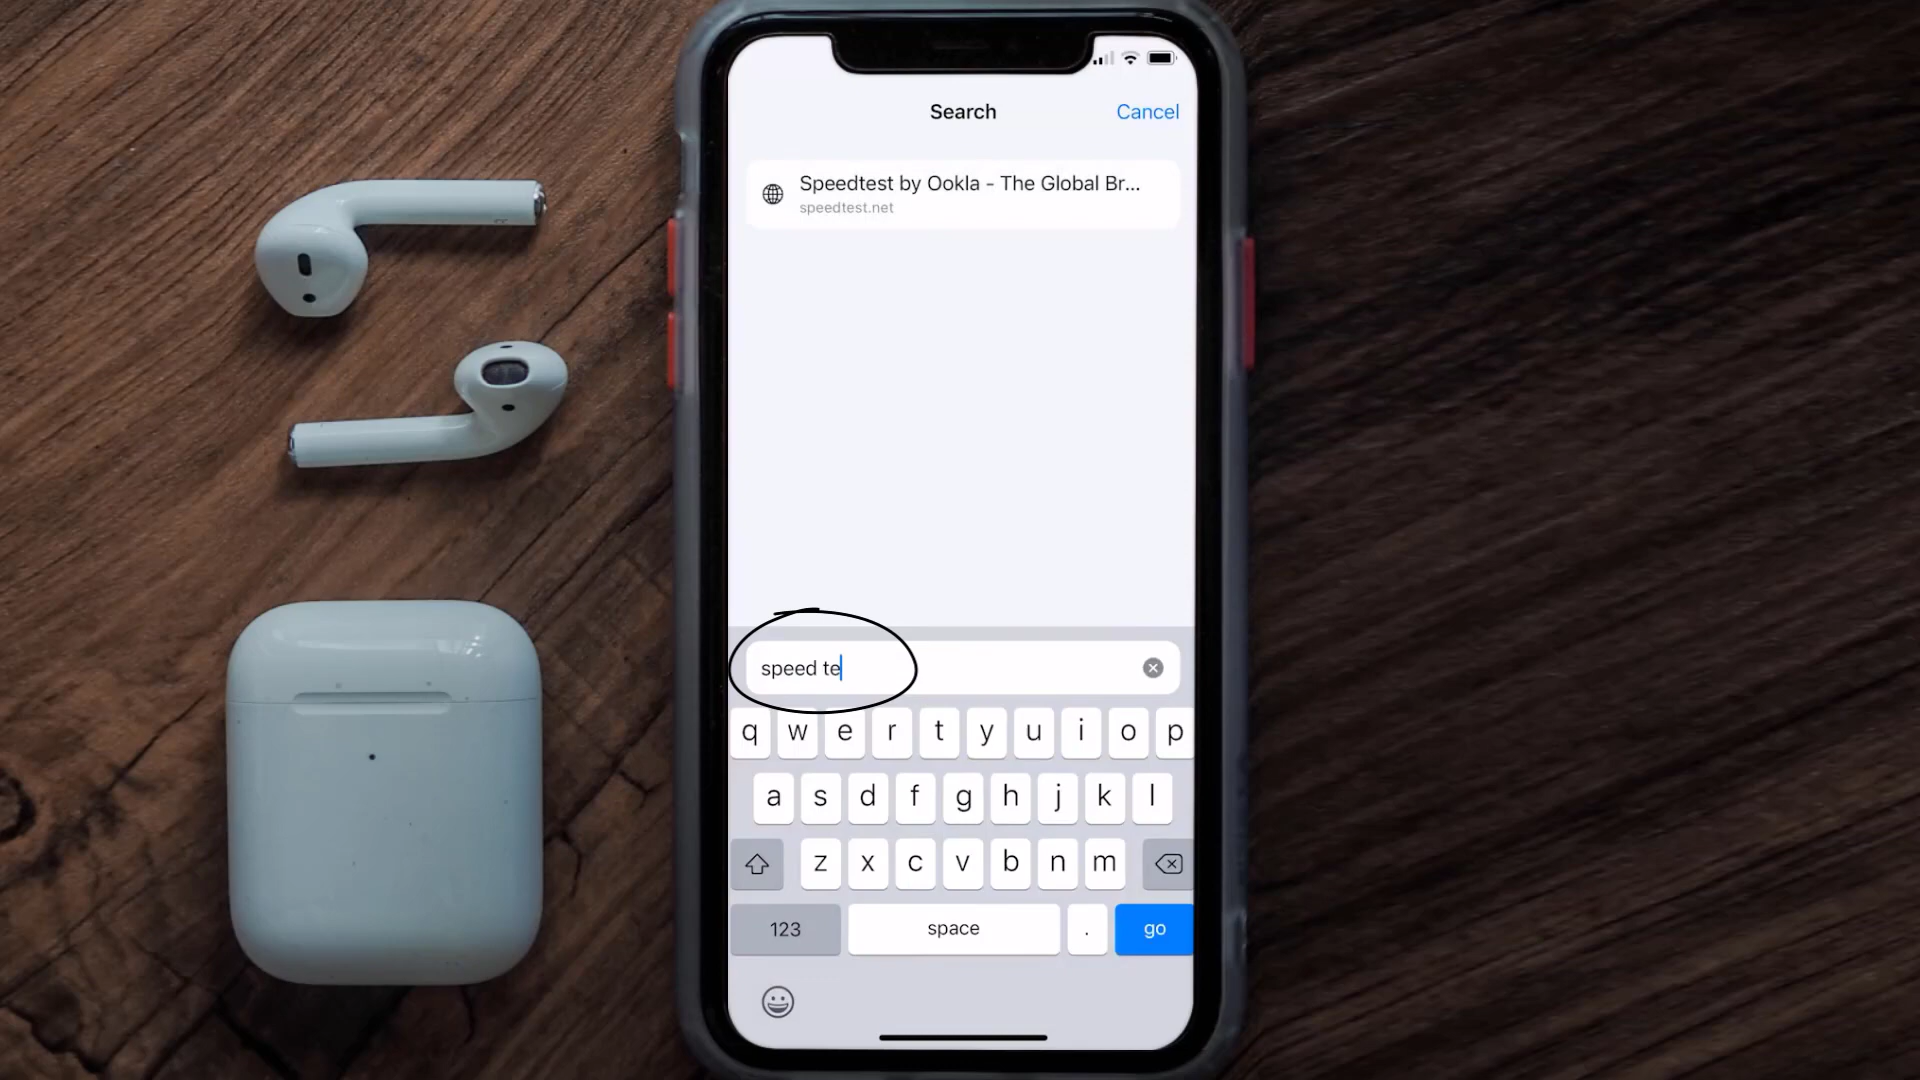 Search
Cancel
Speedtest by Ookla - The Global Br...
speedtest.net
speed te
q w e r t y u i o p
a s d f g h j k l
z x c v b n m
123 space . go